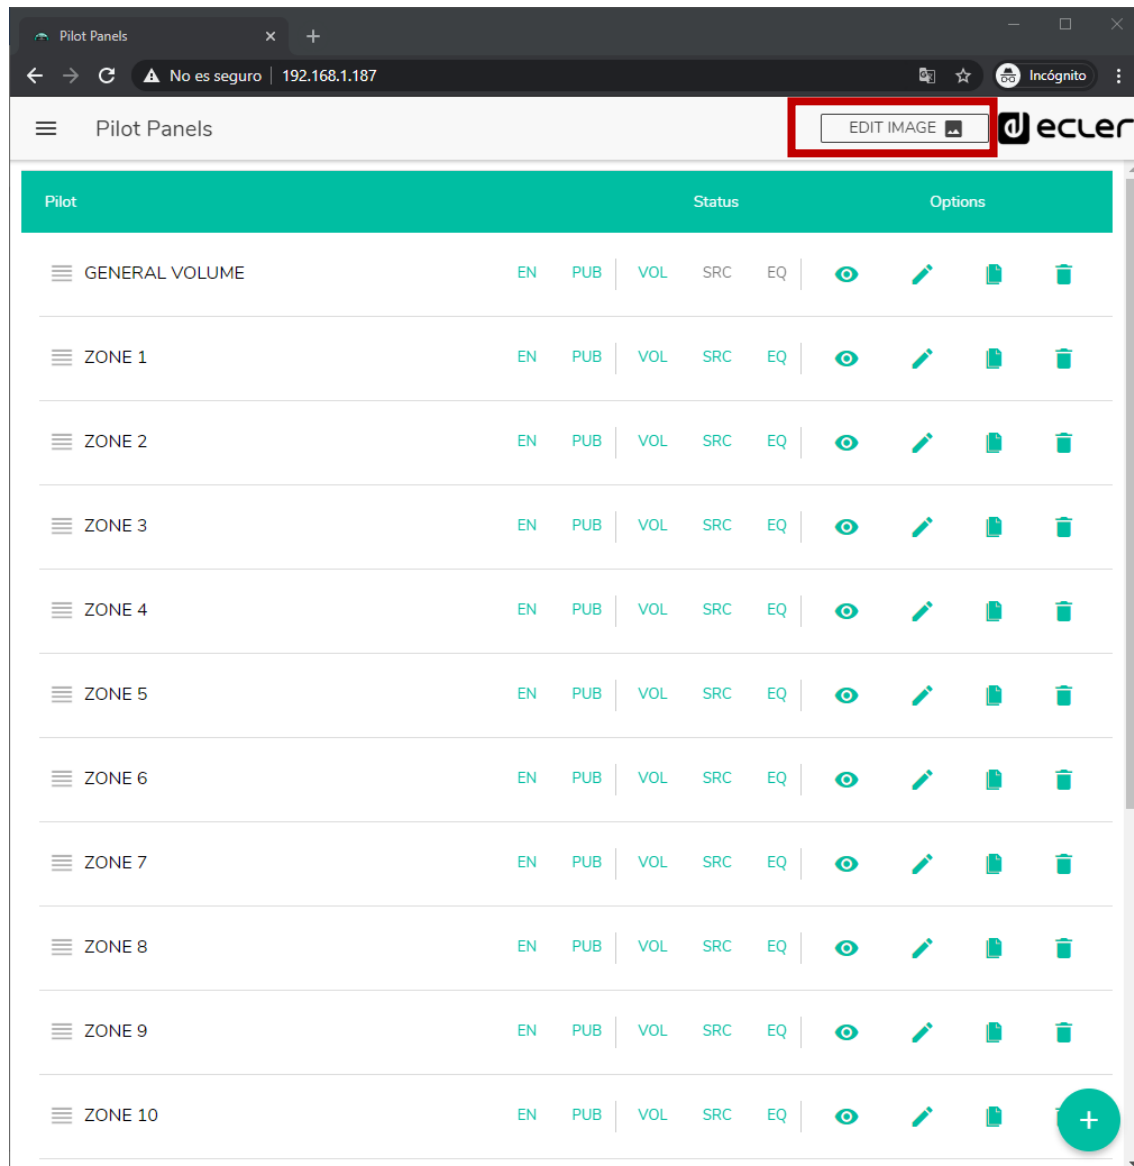 Pilot Panels
No es seguro | 192.168.1.187 Incógnito
Pilot Panels EDIT IMAGE ecler
Pilot Status Options
GENERAL VOLUME EN PUB VOL SRC EQ
ZONE 1 EN PUB VOL SRC EQ
ZONE 2 EN PUB VOL SRC EQ
ZONE 3 EN PUB VOL SRC EQ
ZONE 4 EN PUB VOL SRC EQ
ZONE 5 EN PUB VOL SRC EQ
ZONE 6 EN PUB VOL SRC EQ
ZONE 7 EN PUB VOL SRC EQ
ZONE 8 EN PUB VOL SRC EQ
ZONE 9 EN PUB VOL SRC EQ
ZONE 10 EN PUB VOL SRC EQ